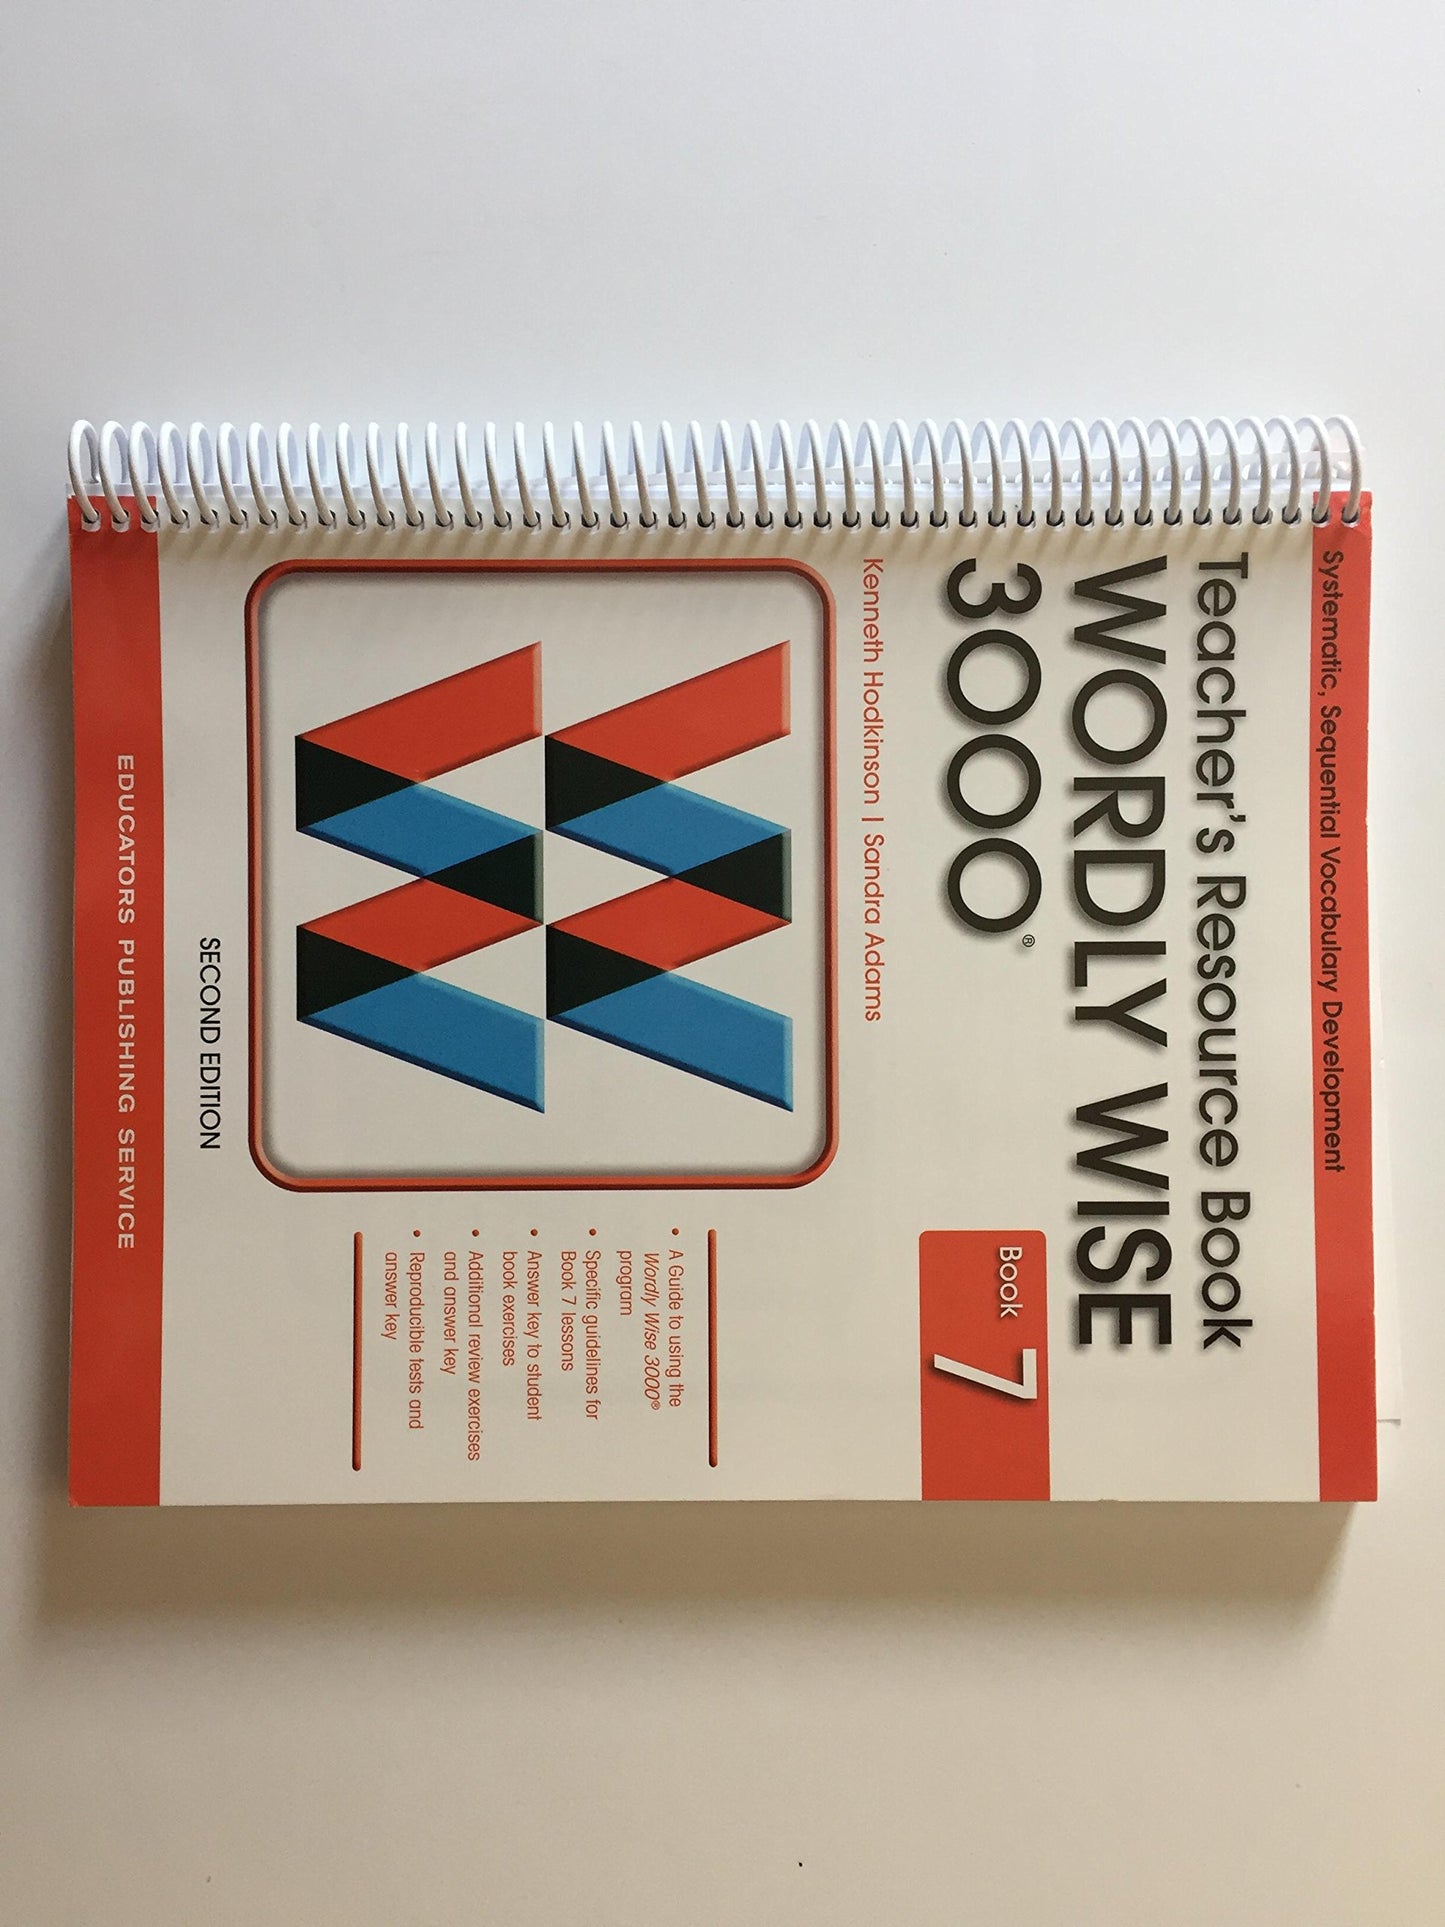 Systematic, Sequential Vocabulary Development
Teacher's Resource Book
WORDLY WISE
3000®
Book 7
Kenneth Hodkinson | Sandra Adams
• A Guide to using the
Wordly Wise 3000®
program
• Specific guidelines for
Book 7 lessons
• Answer key to student
book exercises
• Additional review exercises
and answer key
• Reproducible tests and
answer key
SECOND EDITION
EDUCATORS PUBLISHING SERVICE